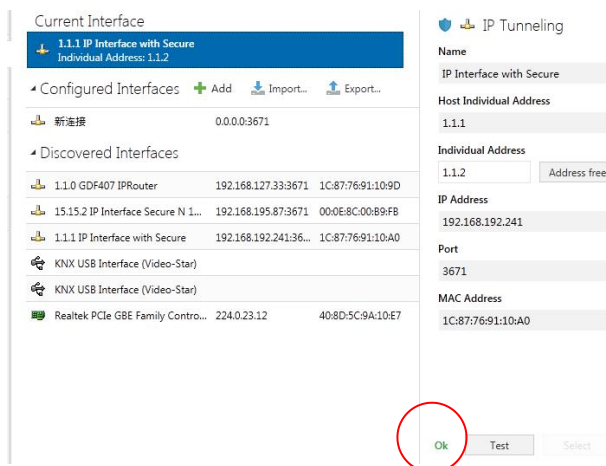 Current Interface
1.1.1 IP Interface with Secure
Individual Address: 1.1.2
Configured Interfaces Add Import... Export...
新连接 0.0.0.0:3671
Discovered Interfaces
1.1.0 GDF407 IPRouter 192.168.127.33:3671 1C:87:76:91:10:9D
15.15.2 IP Interface Secure N 1... 192.168.195.87:3671 00:0E:8C:00:B9:FB
1.1.1 IP Interface with Secure 192.168.192.241:36... 1C:87:76:91:10:A0
KNX USB Interface (Video-Star)
KNX USB Interface (Video-Star)
Realtek PCIe GBE Family Contro... 224.0.23.12 40:8D:5C:9A:10:E7
IP Tunneling
Name
IP Interface with Secure
Host Individual Address
1.1.1
Individual Address
1.1.2 Address free
IP Address
192.168.192.241
Port
3671
MAC Address
1C:87:76:91:10:A0
Ok Test Select